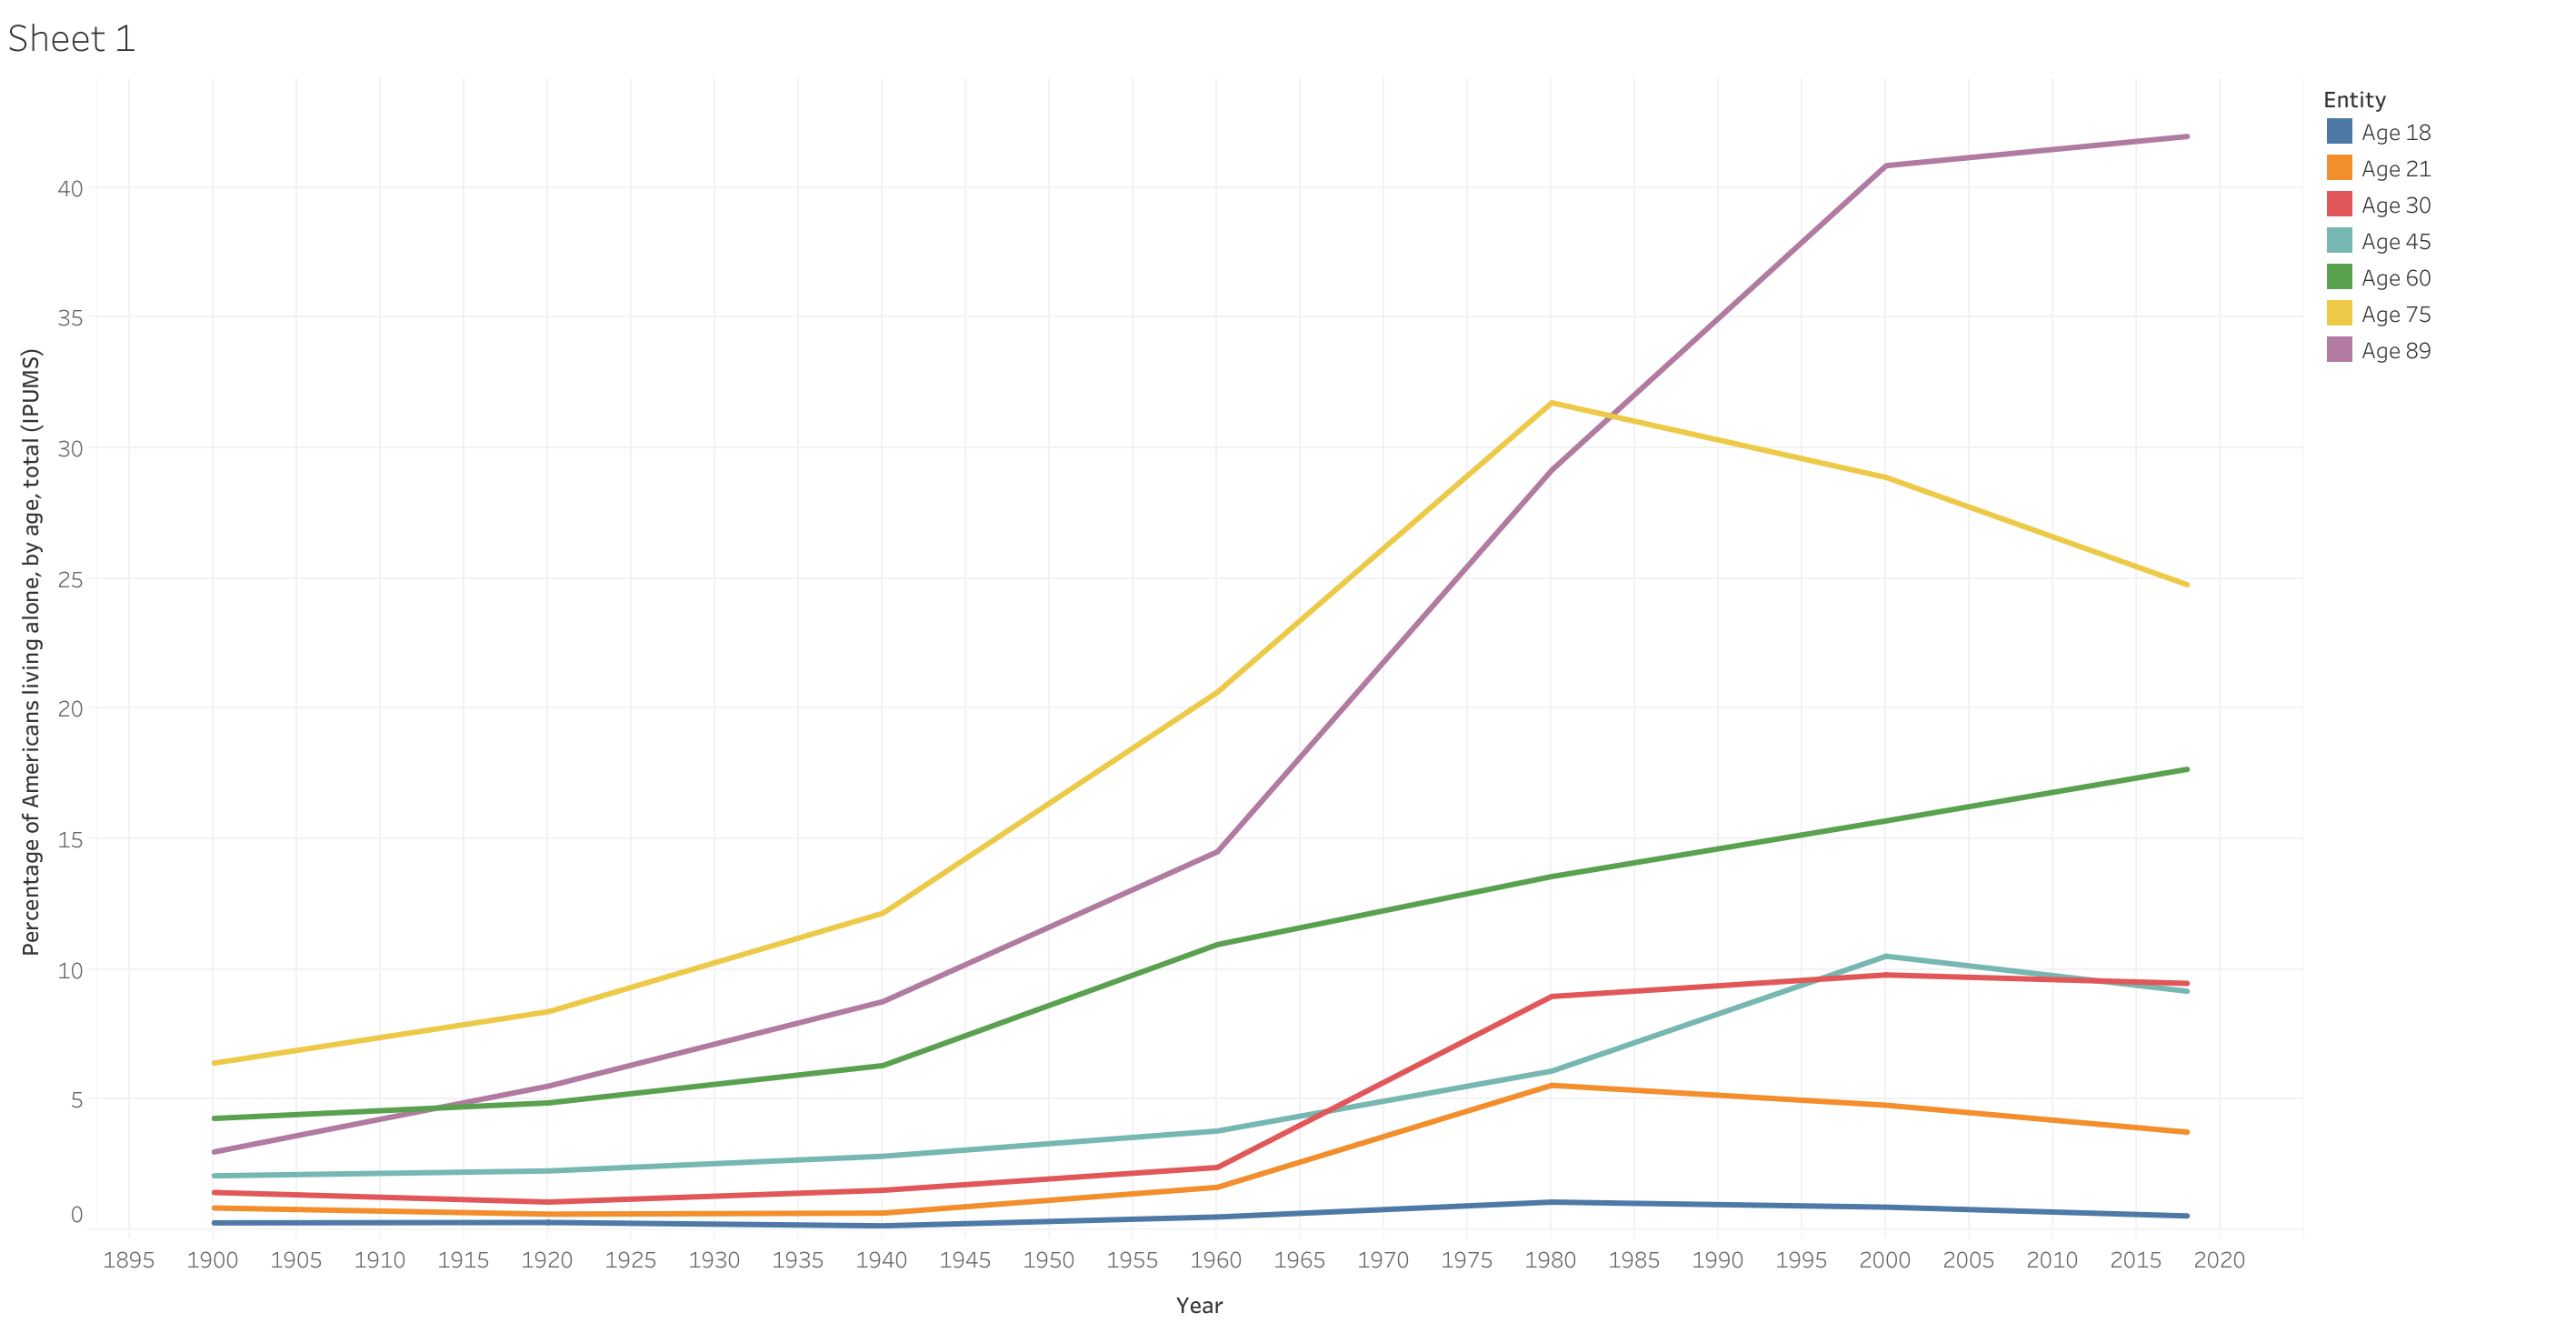 Sheet 1
Percentage of Americans living alone, by age, total (IPUMS)
40
35
30
25
20
15
10
5
0
1895 1900 1905 1910 1915 1920 1925 1930 1935 1940 1945 1950 1955 1960 1965 1970 1975 1980 1985 1990 1995 2000 2005 2010 2015 2020
Year
Entity
Age 18
Age 21
Age 30
Age 45
Age 60
Age 75
Age 89